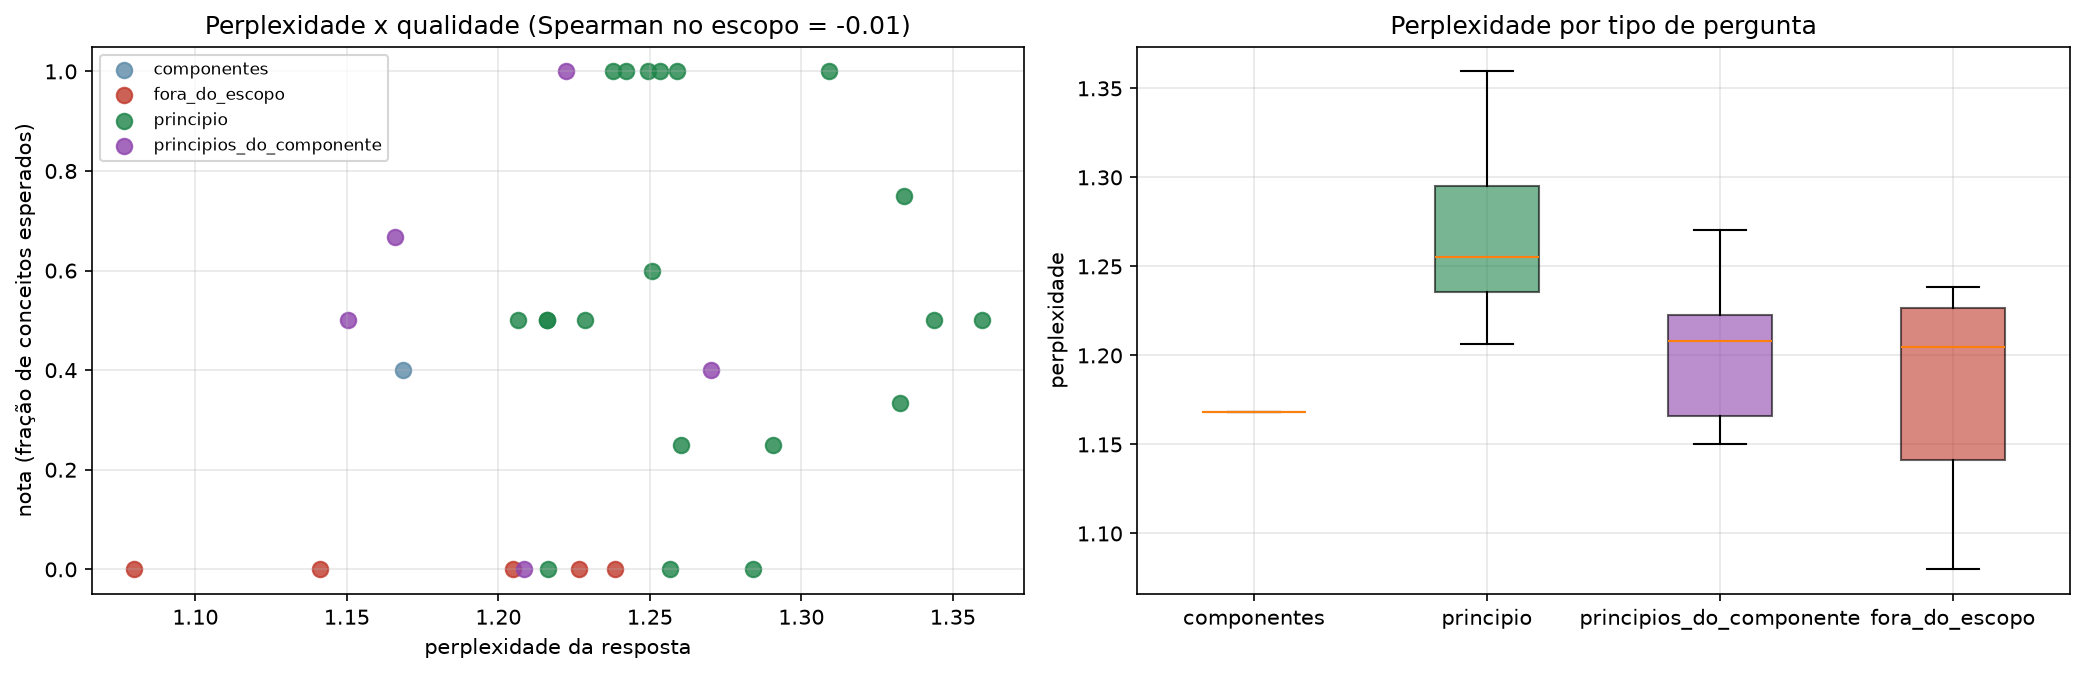 Perplexidade x qualidade (Spearman no escopo = -0.01)
nota (fração de conceitos esperados)
1.0
0.8
0.6
0.4
0.2
0.0
componentes
fora_do_escopo
principio
principios_do_componente
1.10 1.15 1.20 1.25 1.30 1.35
perplexidade da resposta
Perplexidade por tipo de pergunta
perplexidade
1.35
1.30
1.25
1.20
1.15
1.10
componentes principio principios_do_componente fora_do_escopo